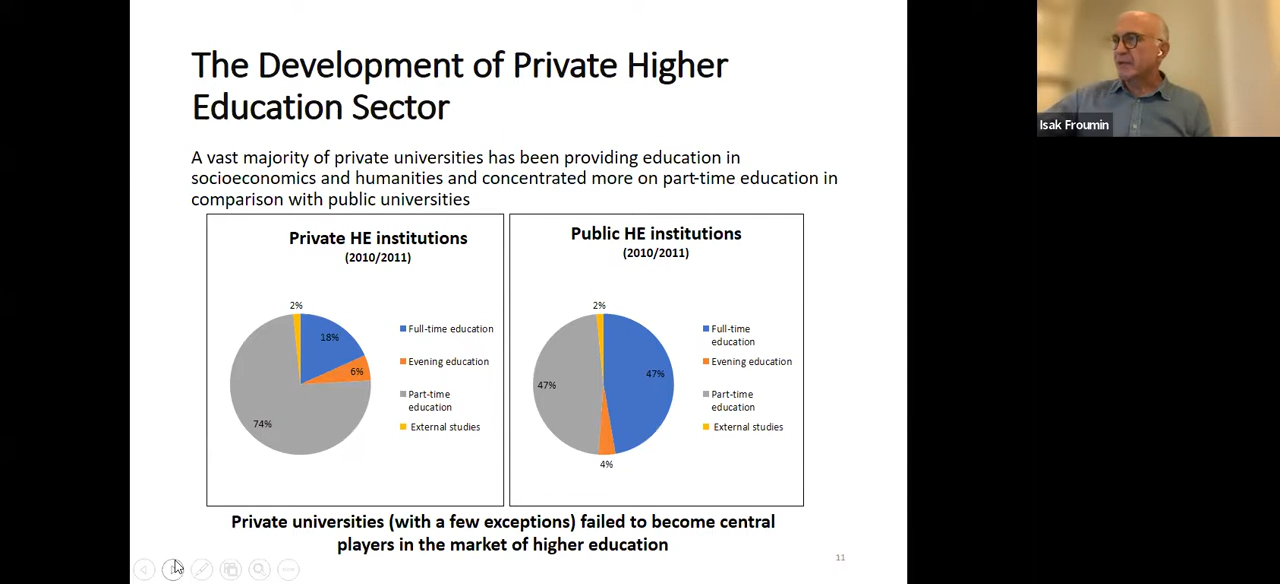 The Development of Private Higher
Education Sector
A vast majority of private universities has been providing education in
socioeconomics and humanities and concentrated more on part-time education in
comparison with public universities
Private HE institutions
(2010/2011)
2%
18%
6%
74%
Full-time education
Evening education
Part-time
education
External studies
Public HE institutions
(2010/2011)
2%
47%
47%
4%
Full-time
education
Evening education
Part-time
education
External studies
Private universities (with a few exceptions) failed to become central
players in the market of higher education
11
Isak Froumin